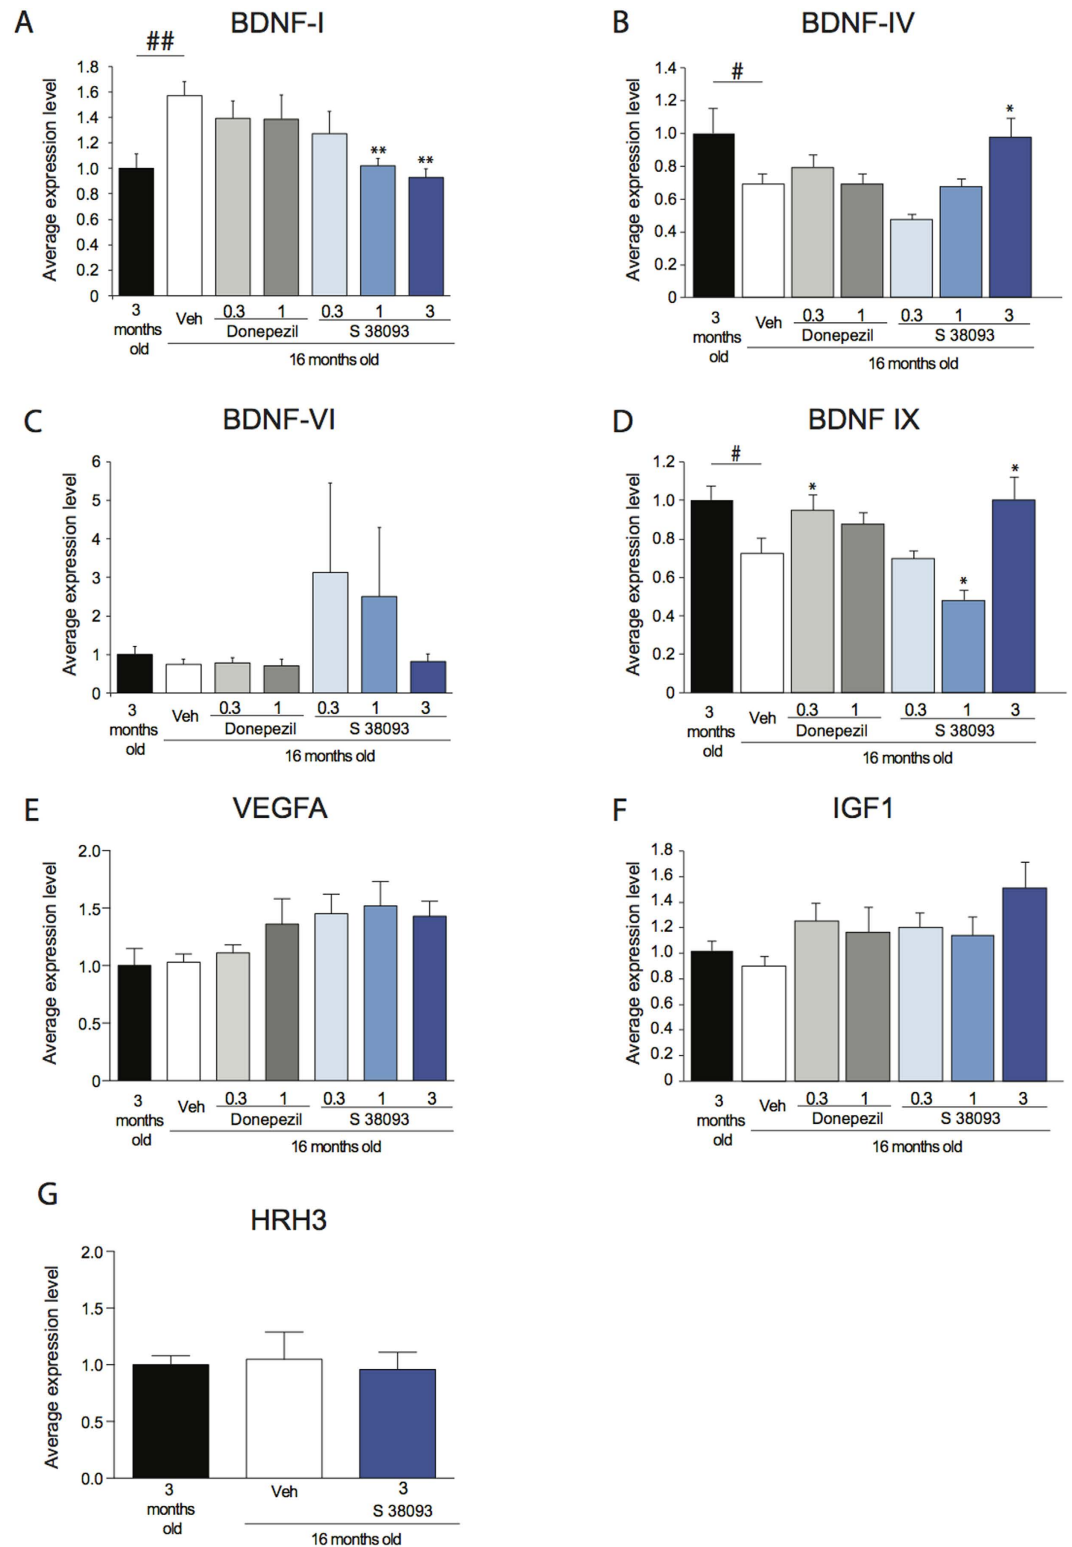 A
BDNF-I
##
Average expression level
1.8
1.6
1.4
1.2
1.0
0.8
0.6
0.4
0.2
0
**
**
3
months
old
Veh
0.3
1
Donepezil
0.3
1
3
S 38093
16 months old
B
BDNF-IV
#
Average expression level
1.4
1.2
1.0
0.8
0.6
0.4
0.2
0
*
3
months
old
Veh
0.3
1
Donepezil
0.3
1
3
S 38093
16 months old
C
BDNF-VI
Average expression level
6
5
4
3
2
1
0
3
months
old
Veh
0.3
1
Donepezil
0.3
1
3
S 38093
16 months old
D
BDNF IX
#
Average expression level
1.2
1.0
0.8
0.6
0.4
0.2
0
*
*
*
3
months
old
Veh
0.3
1
Donepezil
0.3
1
3
S 38093
16 months old
E
VEGFA
Average expression level
2.0
1.5
1.0
0.5
0
3
months
old
Veh
0.3
1
Donepezil
0.3
1
3
S 38093
16 months old
F
IGF1
Average expression level
1.8
1.6
1.4
1.2
1.0
0.8
0.6
0.4
0.2
0
3
months
old
Veh
0.3
1
Donepezil
0.3
1
3
S 38093
16 months old
G
HRH3
Average expression level
2.0
1.5
1.0
0.5
0.0
3
months
old
Veh
3
S 38093
16 months old